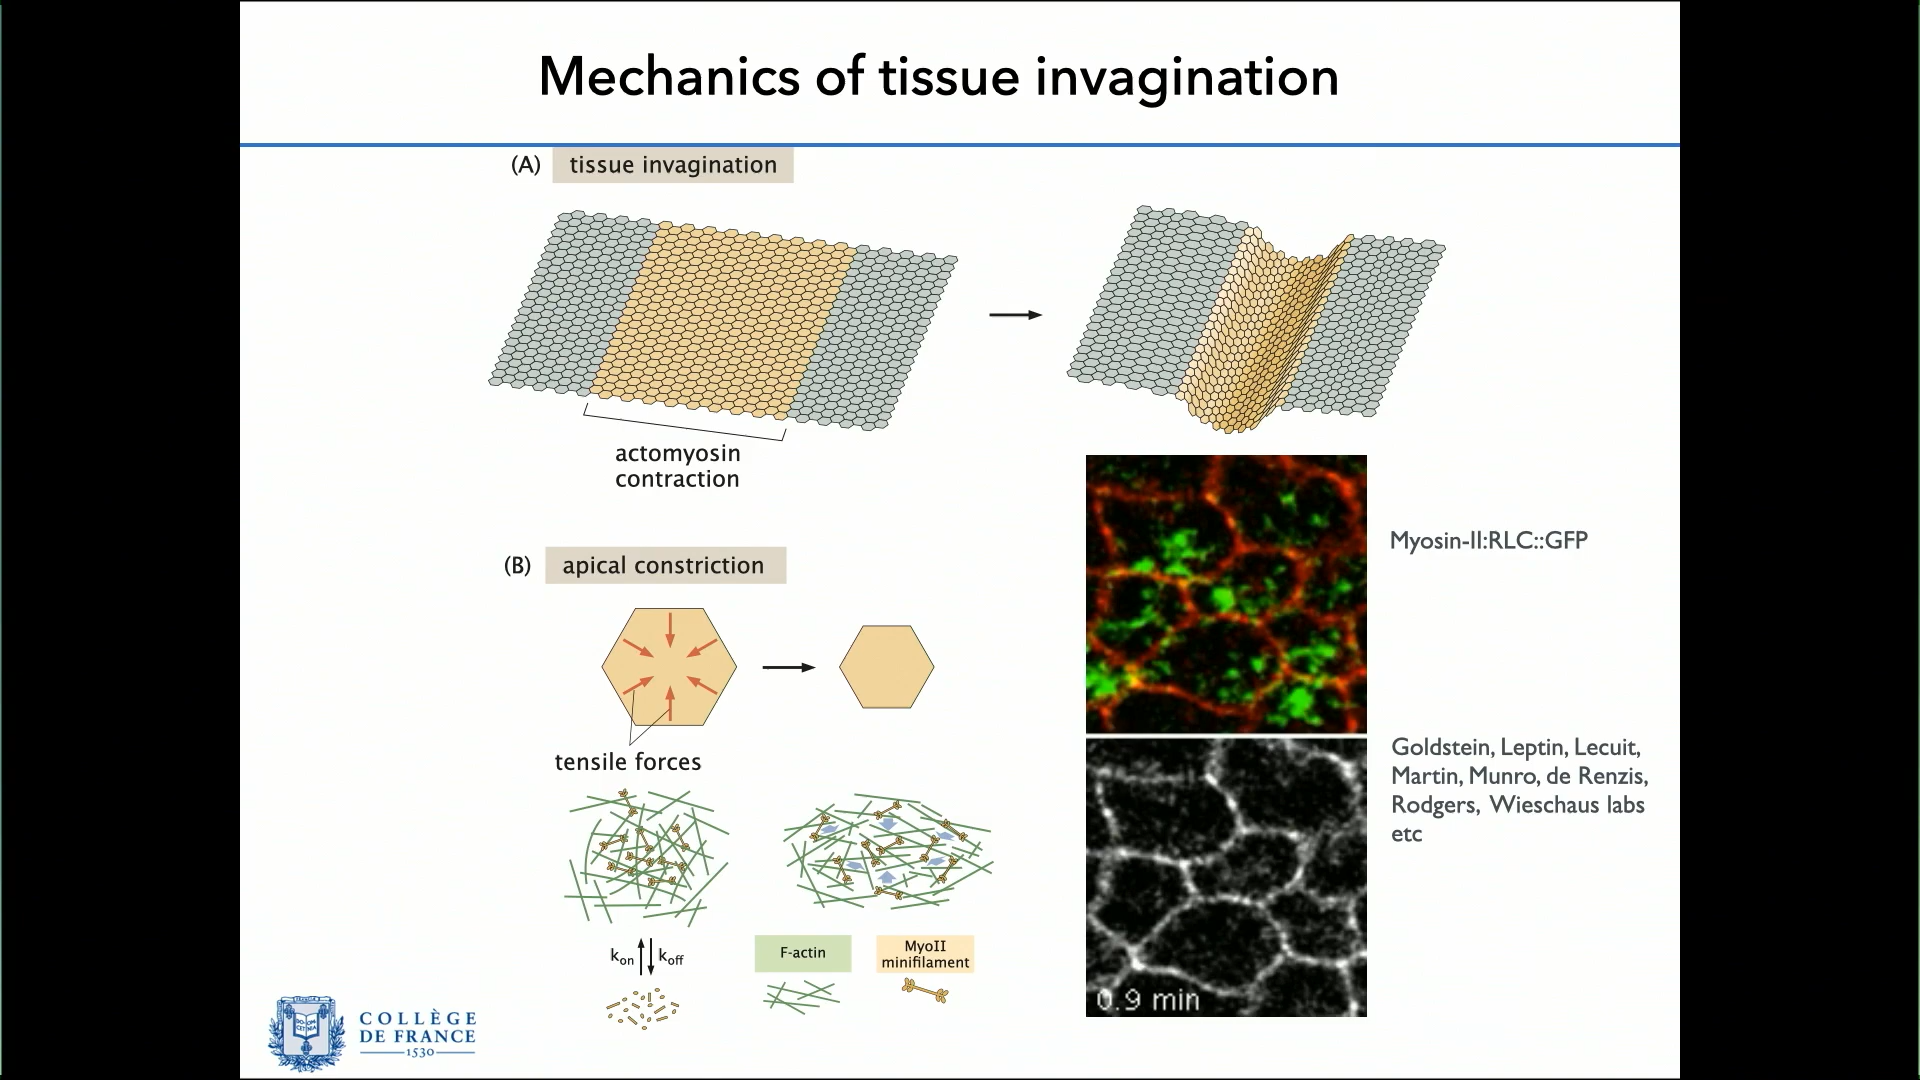 Mechanics of tissue invagination
(A) tissue invagination
actomyosin
contraction
(B) apical constriction
tensile forces
kon koff
F-actin
MyoII
minifilament
Myosin-II:RLC::GFP
Goldstein, Leptin, Lecuit,
Martin, Munro, de Renzis,
Rodgers, Wieschaus labs
etc
0.9 min
COLLÈGE
DE FRANCE
1530